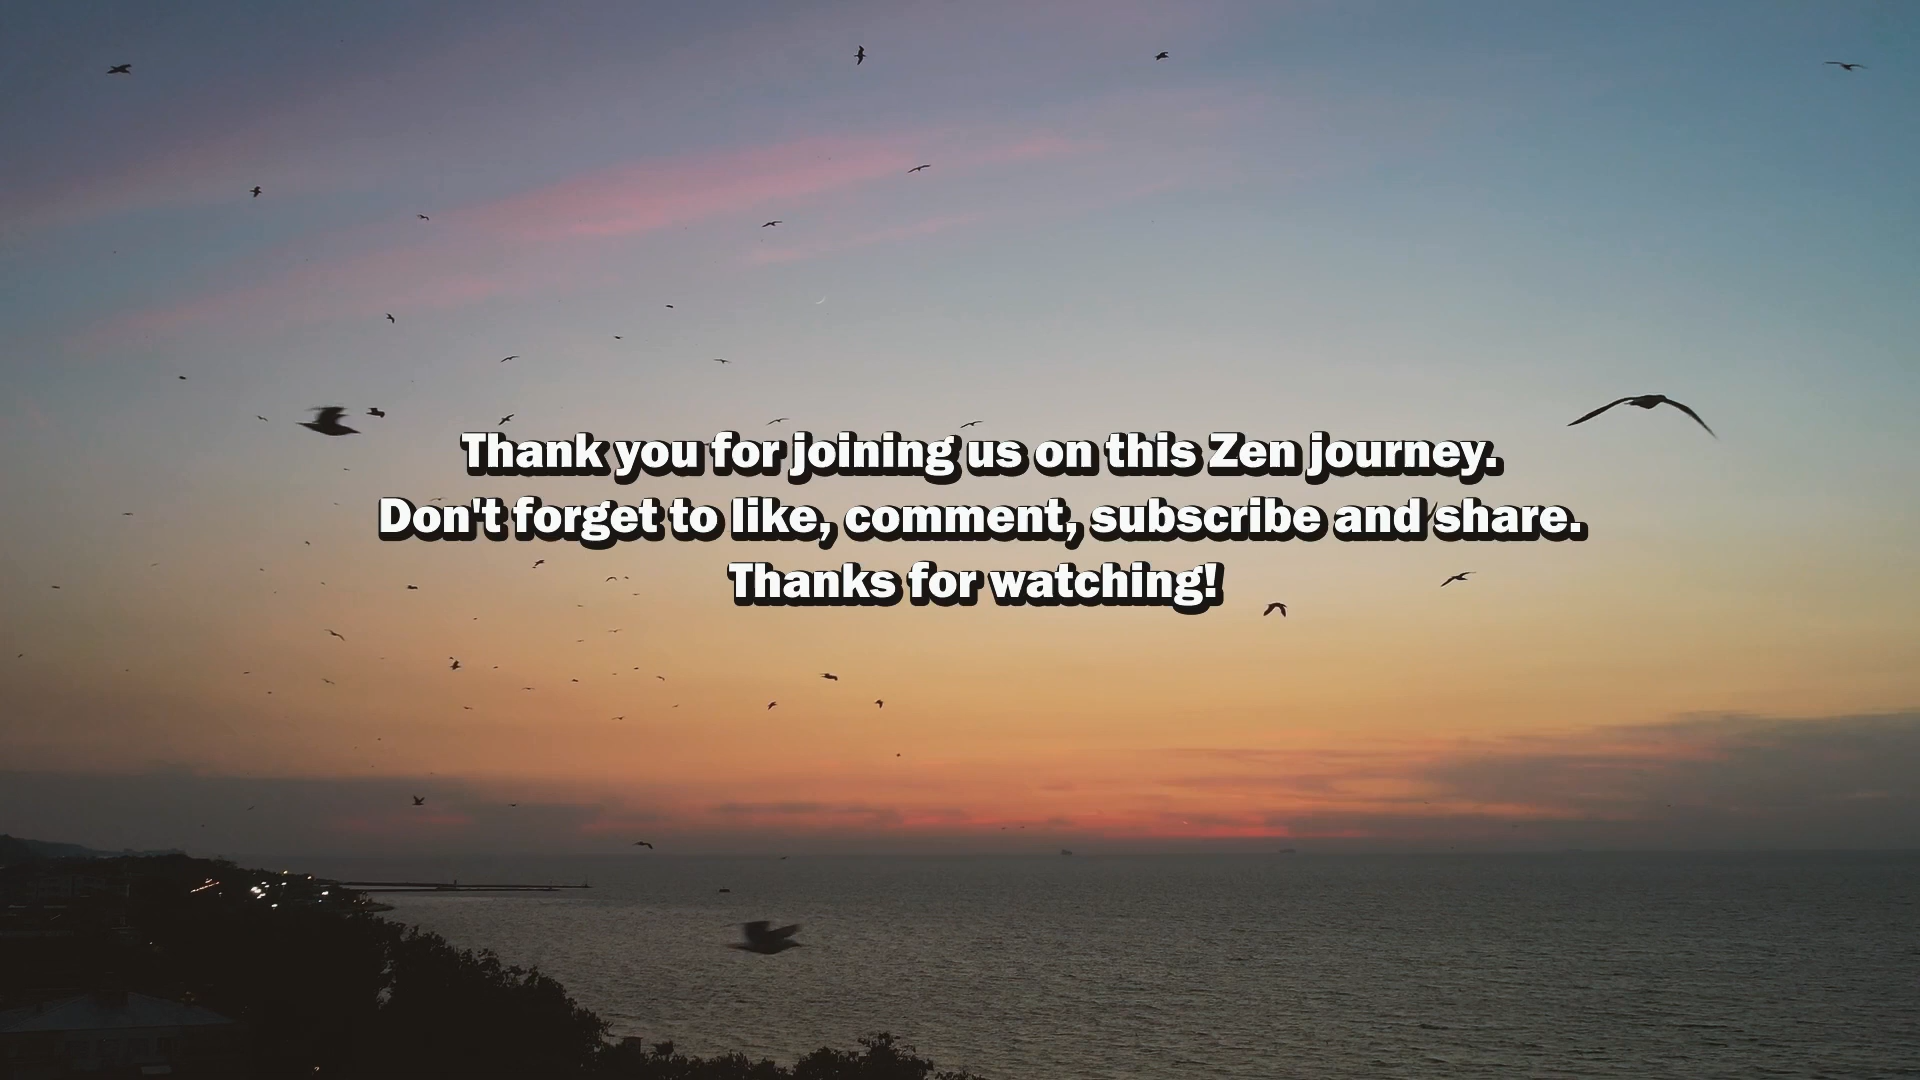 Thank you for joining us on this Zen journey.
Don't forget to like, comment, subscribe and share.
Thanks for watching!